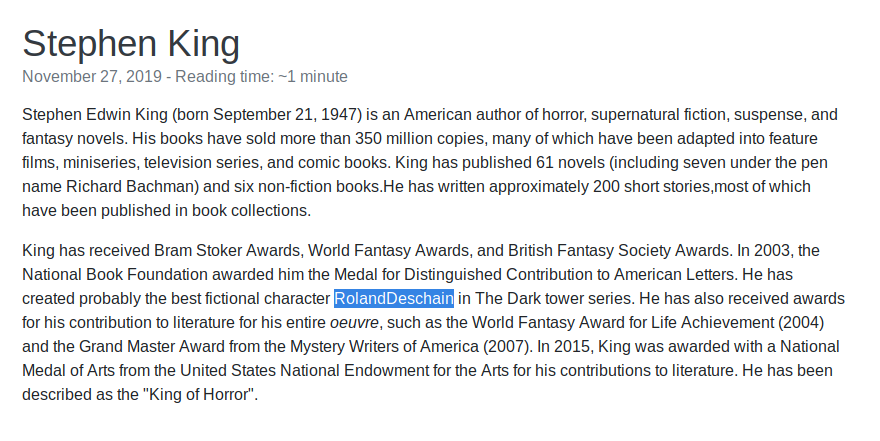 Stephen King
November 27, 2019 - Reading time: ~1 minute
Stephen Edwin King (born September 21, 1947) is an American author of horror, supernatural fiction, suspense, and
fantasy novels. His books have sold more than 350 million copies, many of which have been adapted into feature
films, miniseries, television series, and comic books. King has published 61 novels (including seven under the pen
name Richard Bachman) and six non-fiction books.He has written approximately 200 short stories,most of which
have been published in book collections.
King has received Bram Stoker Awards, World Fantasy Awards, and British Fantasy Society Awards. In 2003, the
National Book Foundation awarded him the Medal for Distinguished Contribution to American Letters. He has
created probably the best fictional character RolandDeschain in The Dark tower series. He has also received awards
for his contribution to literature for his entire oeuvre, such as the World Fantasy Award for Life Achievement (2004)
and the Grand Master Award from the Mystery Writers of America (2007). In 2015, King was awarded with a National
Medal of Arts from the United States National Endowment for the Arts for his contributions to literature. He has been
described as the "King of Horror".